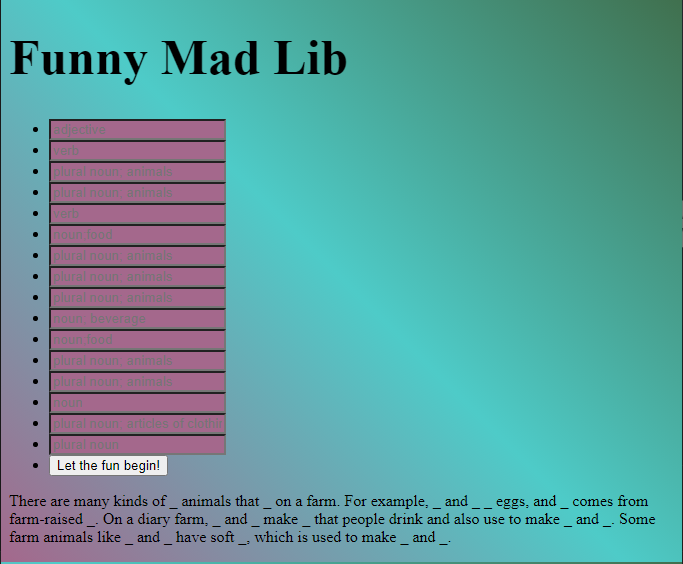 Funny Mad Lib
adjective
verb
plural noun, animals
plural noun, animals
verb
noun:food
plural noun, animals
plural noun, animals
plural noun, animals
noun, beverage
noun:food
plural noun, animals
plural noun, animals
noun
plural noun, articles of clothin
plural noun
Let the fun begin!
There are many kinds of _ animals that _ on a farm. For example, _ and _ _ eggs, and _ comes from
farm-raised _. On a diary farm, _ and _ make _ that people drink and also use to make _ and _. Some
farm animals like _ and _ have soft _, which is used to make _ and _.